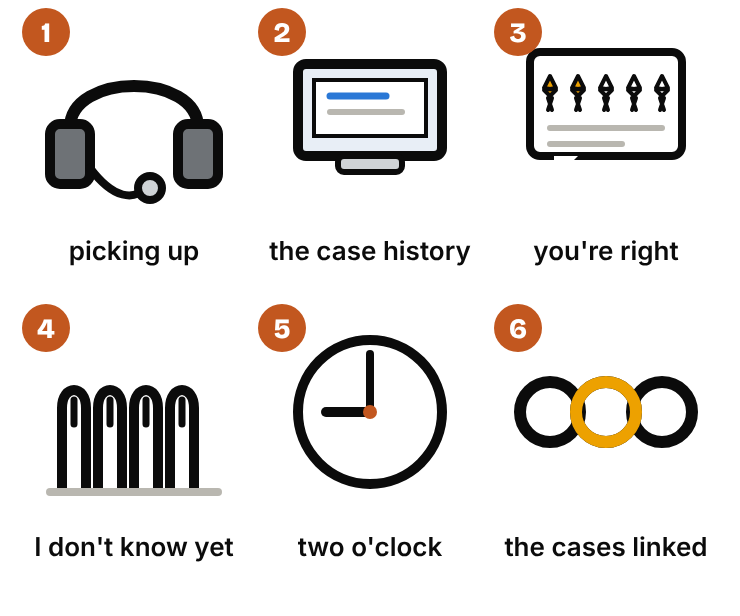 1
picking up
2
the case history
3
you're right
4
I don't know yet
5
two o'clock
6
the cases linked